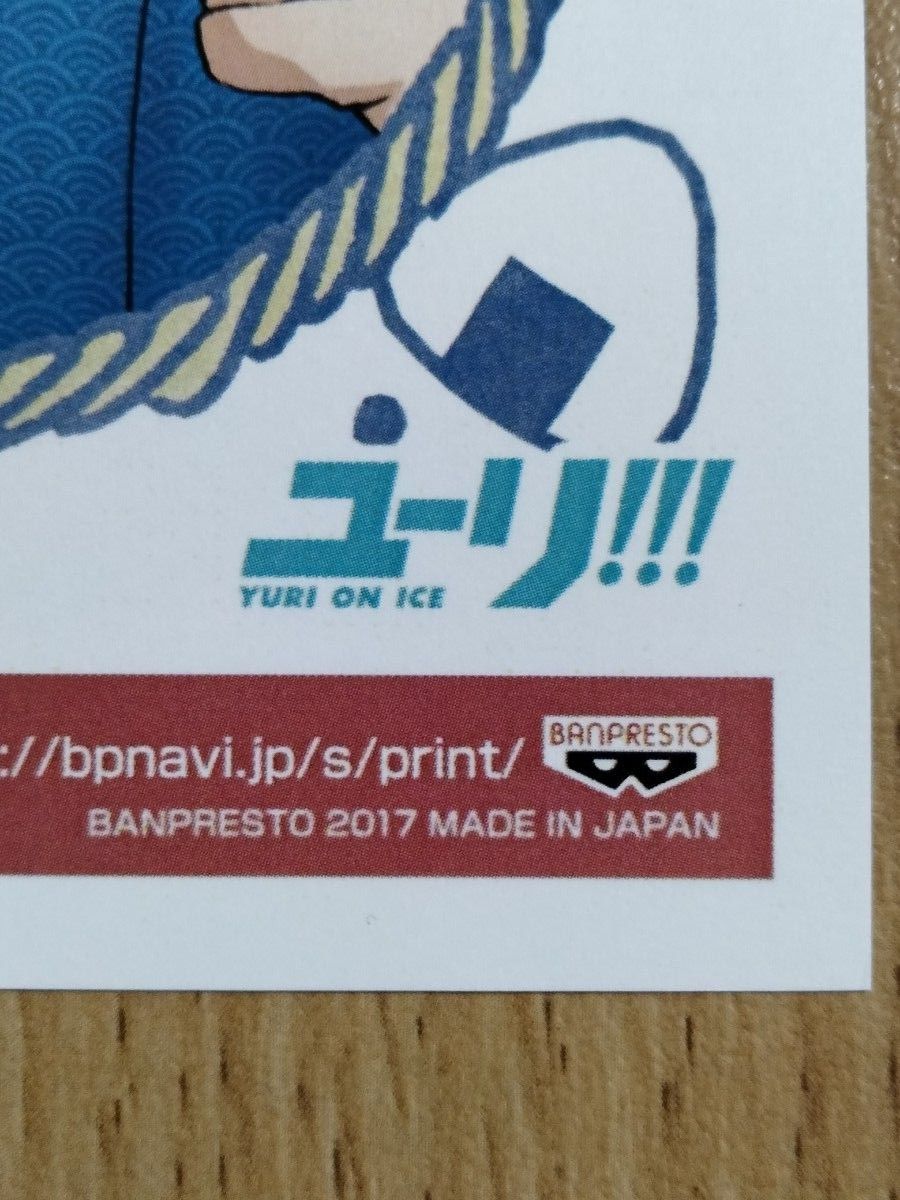 ユーリ!!!
YURI ON ICE
://bpnavi.jp/s/print/
BANPRESTO
BANPRESTO 2017 MADE IN JAPAN